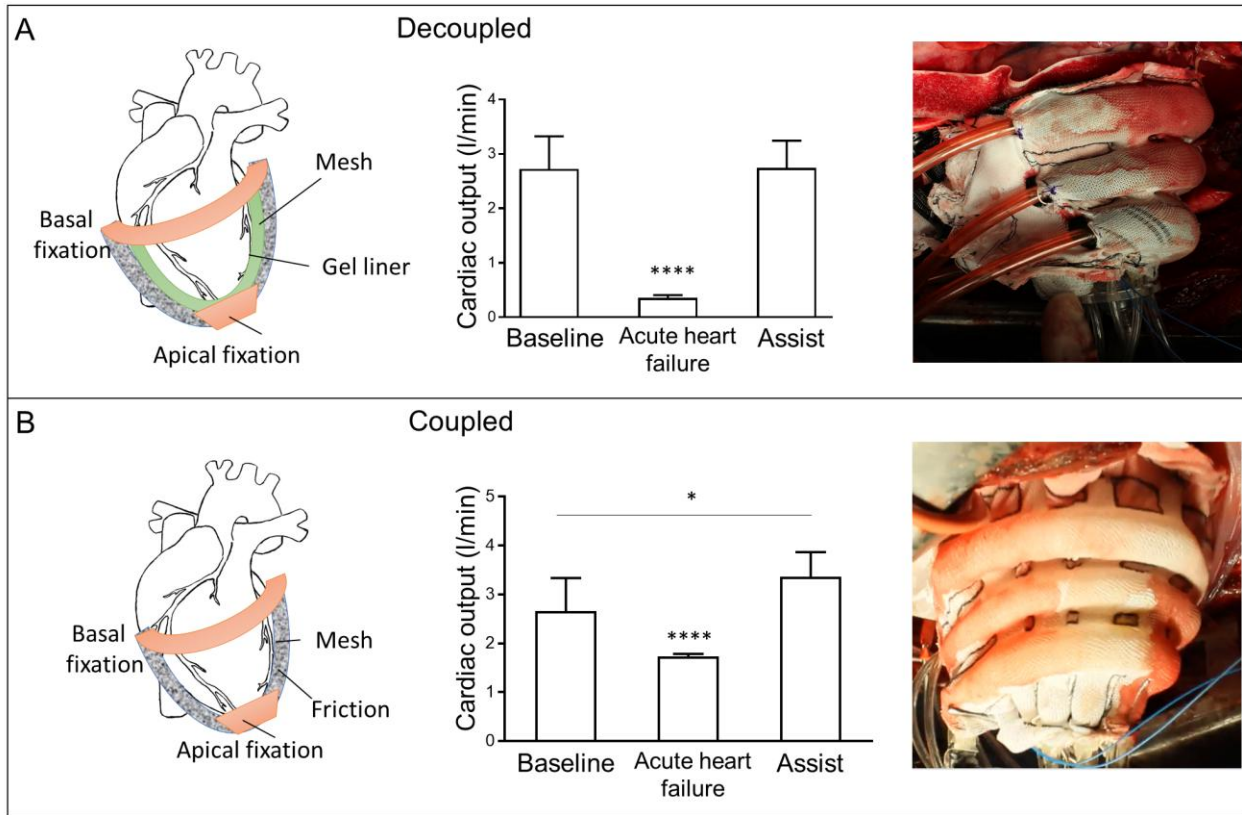 A
Decoupled
Mesh
Basal
fixation
Gel liner
Apical fixation
Cardiac output (l/min)
4
3
2
1
0
****
Baseline
Acute heart
failure
Assist
B
Coupled
Basal
fixation
Mesh
Friction
Apical fixation
Cardiac output (l/min)
5
4
3
2
1
0
*
****
Baseline
Acute heart
failure
Assist